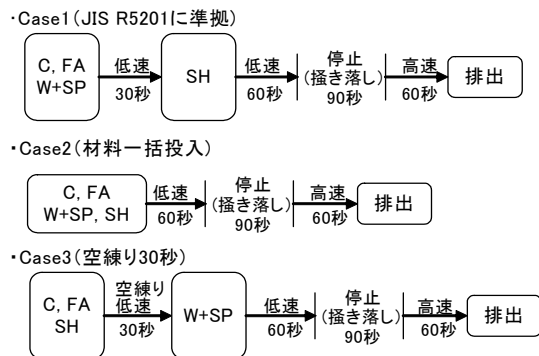 ・Case1(JIS R5201に準拠)
C, FA
W+SP
低速
30秒
SH
低速
60秒
停止
(掻き落し)
90秒
高速
60秒
排出
・Case2(材料一括投入)
C, FA
W+SP, SH
低速
60秒
停止
(掻き落し)
90秒
高速
60秒
排出
・Case3(空練り30秒)
C, FA
SH
空練り
低速
30秒
W+SP
低速
60秒
停止
(掻き落し)
90秒
高速
60秒
排出